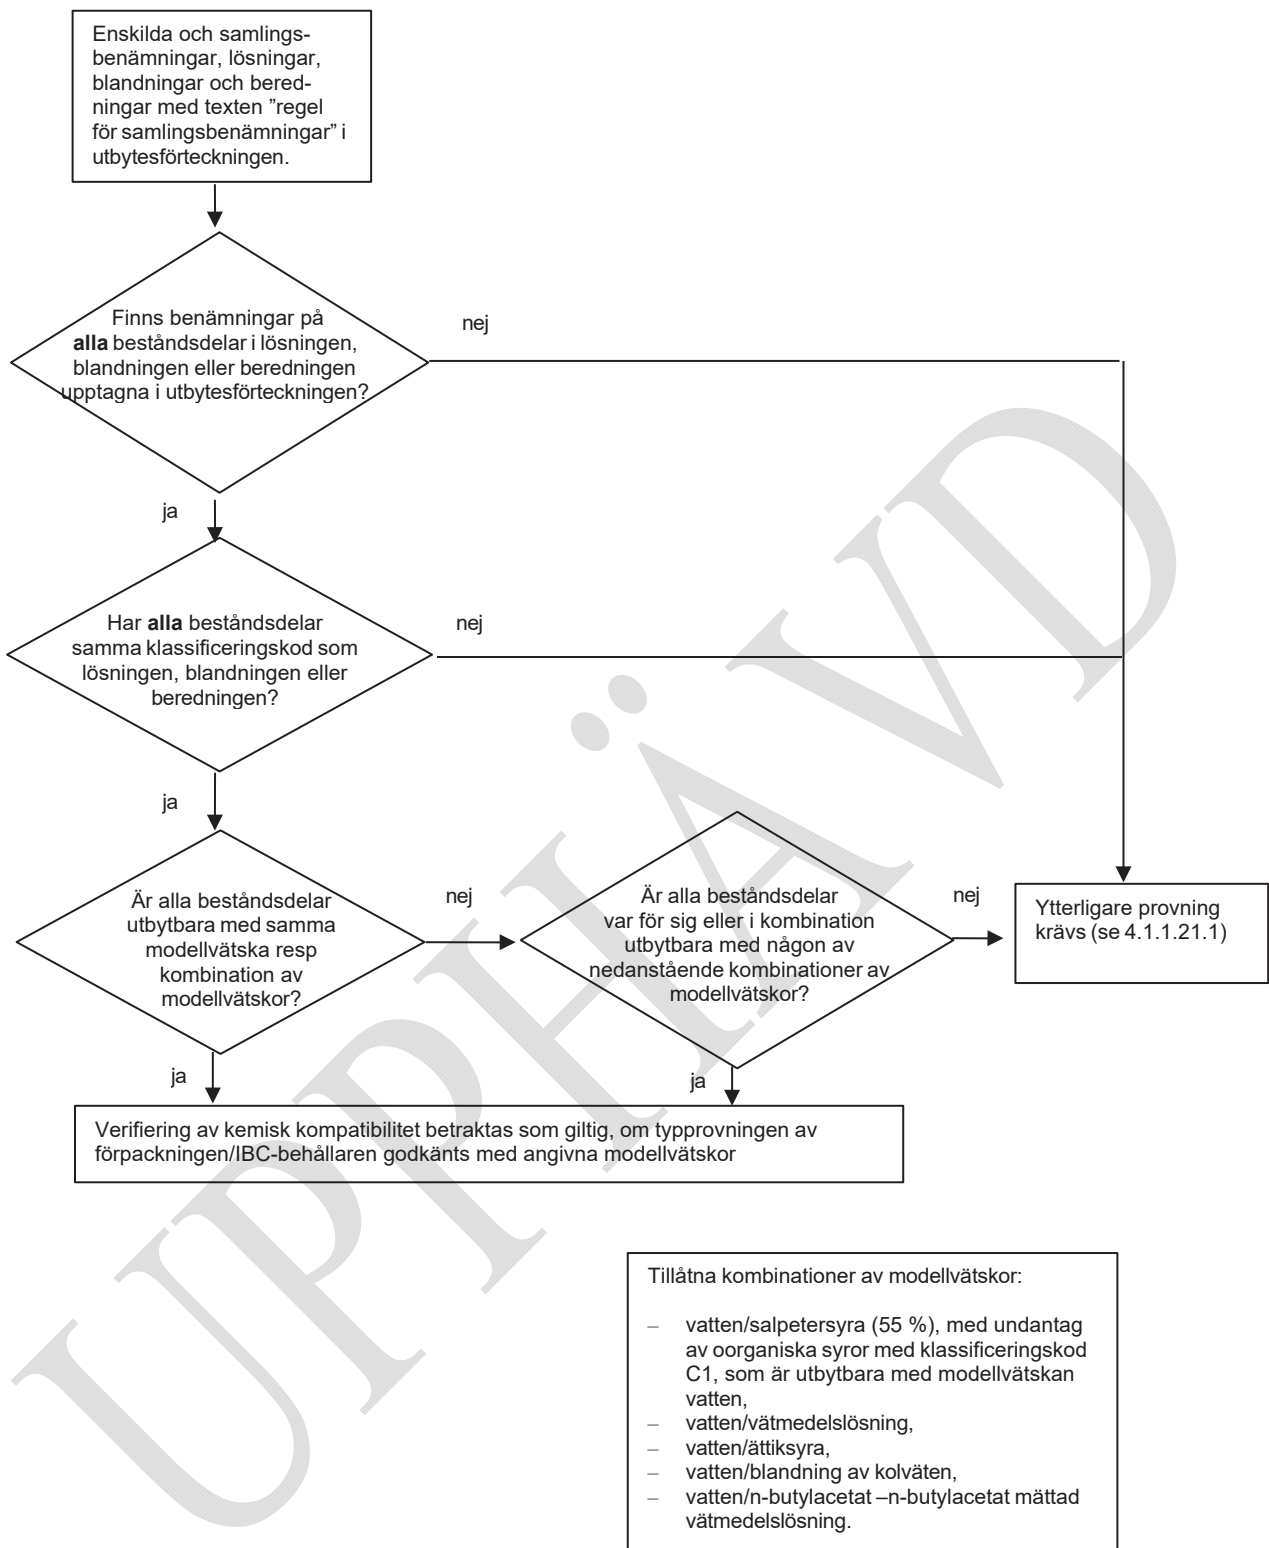 Enskilda och samlings-
benämningar, lösningar,
blandningar och bered-
ningar med texten ”regel
för samlingsbenämningar” i
utbytesförteckningen.
Finns benämningar på
alla beståndsdelar i lösningen,
blandningen eller beredningen
upptagna i utbytesförteckningen?
nej
ja
Har alla beståndsdelar
samma klassificeringskod som
lösningen, blandningen eller
beredningen?
nej
ja
Är alla beståndsdelar
utbytbara med samma
modellvätska resp
kombination av
modellvätskor?
nej
Är alla beståndsdelar
var för sig eller i kombination
utbytbara med någon av
nedanstående kombinationer av
modellvätskor?
nej
Ytterligare provning
krävs (se 4.1.1.21.1)
ja
ja
Verifiering av kemisk kompatibilitet betraktas som giltig, om typprovningen av
förpackningen/IBC-behållaren godkänts med angivna modellvätskor
Tillåtna kombinationer av modellvätskor:
– vatten/salpetersyra (55 %), med undantag
av oorganiska syror med klassificeringskod
C1, som är utbytbara med modellvätskan
vatten,
– vatten/vätmedelslösning,
– vatten/ättiksyra,
– vatten/blandning av kolväten,
– vatten/n-butylacetat –n-butylacetat mättad
vätmedelslösning.
UPPHÄVD